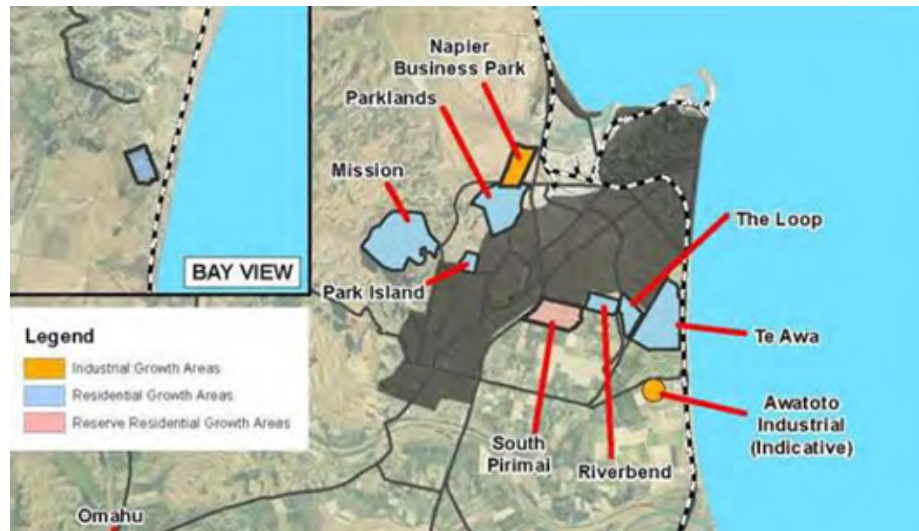 Napier
Business Park
Parklands
Mission
The Loop
BAY VIEW
Park Island
Legend
Industrial Growth Areas
Residential Growth Areas
Reserve Residential Growth Areas
Te Awa
Awatoto
Industrial
(Indicative)
South
Pirimai
Riverbend
Omahu